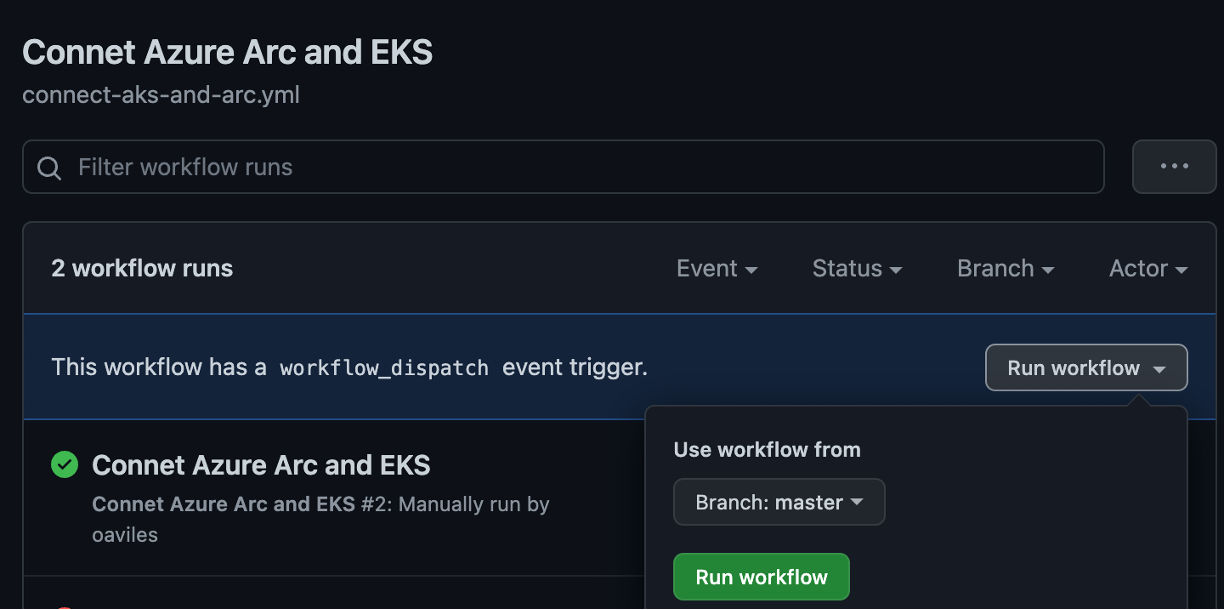 Connet Azure Arc and EKS
connect-aks-and-arc.yml
Filter workflow runs
2 workflow runs Event Status Branch Actor
This workflow has a workflow_dispatch event trigger. Run workflow
Use workflow from
Branch: master
Run workflow
Connet Azure Arc and EKS
Connet Azure Arc and EKS #2: Manually run by
oaviles